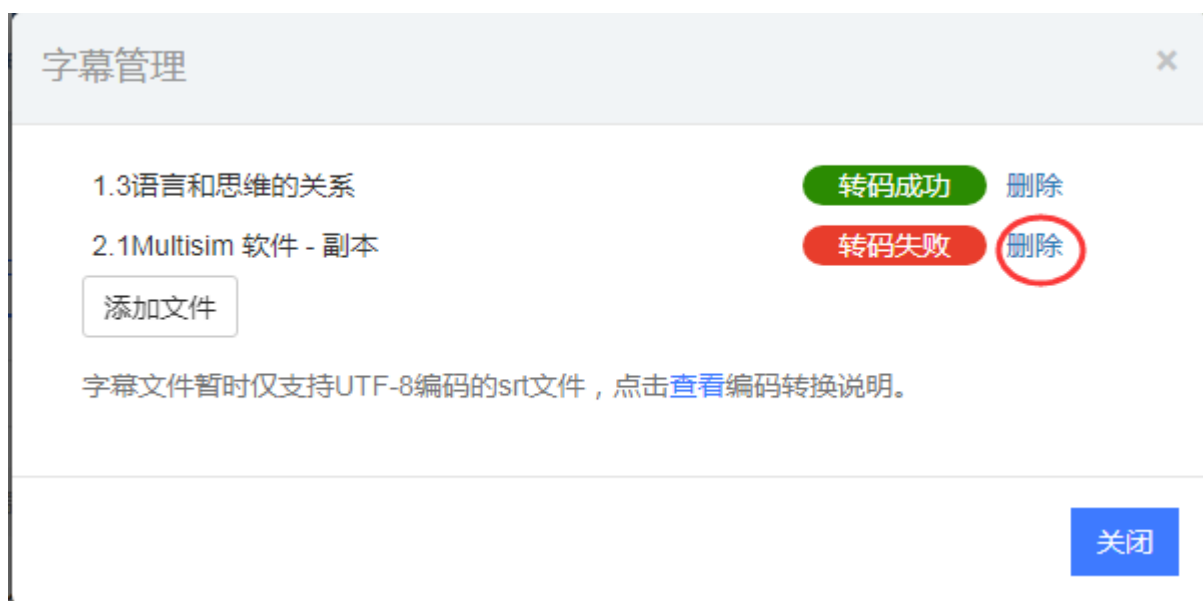 字幕管理 ×
1.3语言和思维的关系 转码成功 删除
2.1Multisim 软件 - 副本 转码失败 删除
添加文件
字幕文件暂时仅支持UTF-8编码的srt文件，点击查看编码转换说明。
关闭